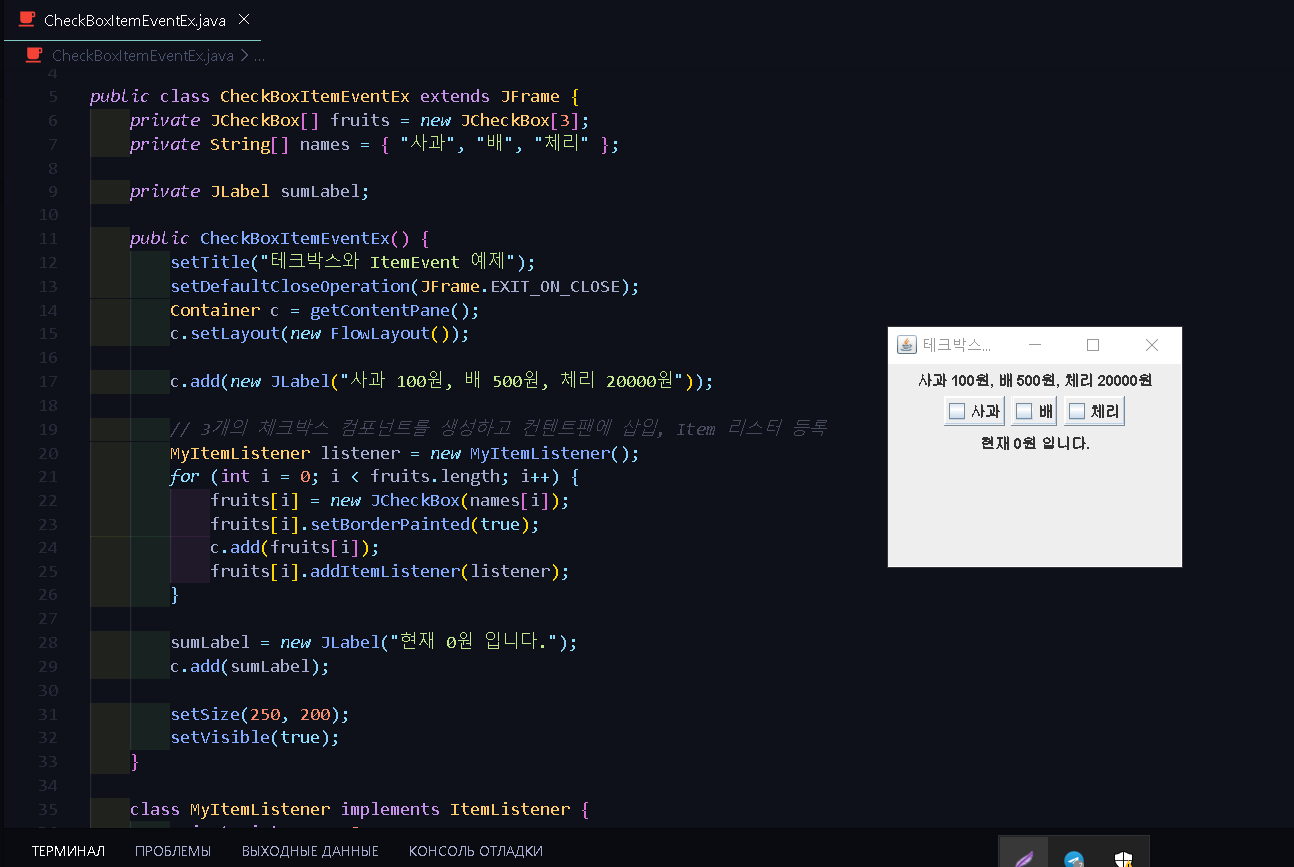 CheckBoxItemEventEx.java
CheckBoxItemEventEx.java > ...
4
5 public class CheckBoxItemEventEx extends JFrame {
6 private JCheckBox[] fruits = new JCheckBox[3];
7 private String[] names = { "사과", "배", "체리" };
8
9 private JLabel sumLabel;
10
11 public CheckBoxItemEventEx() {
12 setTitle("테크박스와 ItemEvent 예제");
13 setDefaultCloseOperation(JFrame.EXIT_ON_CLOSE);
14 Container c = getContentPane();
15 c.setLayout(new FlowLayout());
16
17 c.add(new JLabel("사과 100원, 배 500원, 체리 20000원"));
18
19 // 3개의 체크박스 컴포넌트를 생성하고 컨텐트팬에 삽입, Item 리스터 등록
20 MyItemListener listener = new MyItemListener();
21 for (int i = 0; i < fruits.length; i++) {
22 fruits[i] = new JCheckBox(names[i]);
23 fruits[i].setBorderPainted(true);
24 c.add(fruits[i]);
25 fruits[i].addItemListener(listener);
26 }
27
28 sumLabel = new JLabel("현재 0원 입니다.");
29 c.add(sumLabel);
30
31 setSize(250, 200);
32 setVisible(true);
33 }
34
35 class MyItemListener implements ItemListener {
테크박스...
사과 100원, 배 500원, 체리 20000원
사과 배 체리
현재 0원 입니다.
ТЕРМИНАЛ ПРОБЛЕМЫ ВЫХОДНЫЕ ДАННЫЕ КОНСОЛЬ ОТЛАДКИ